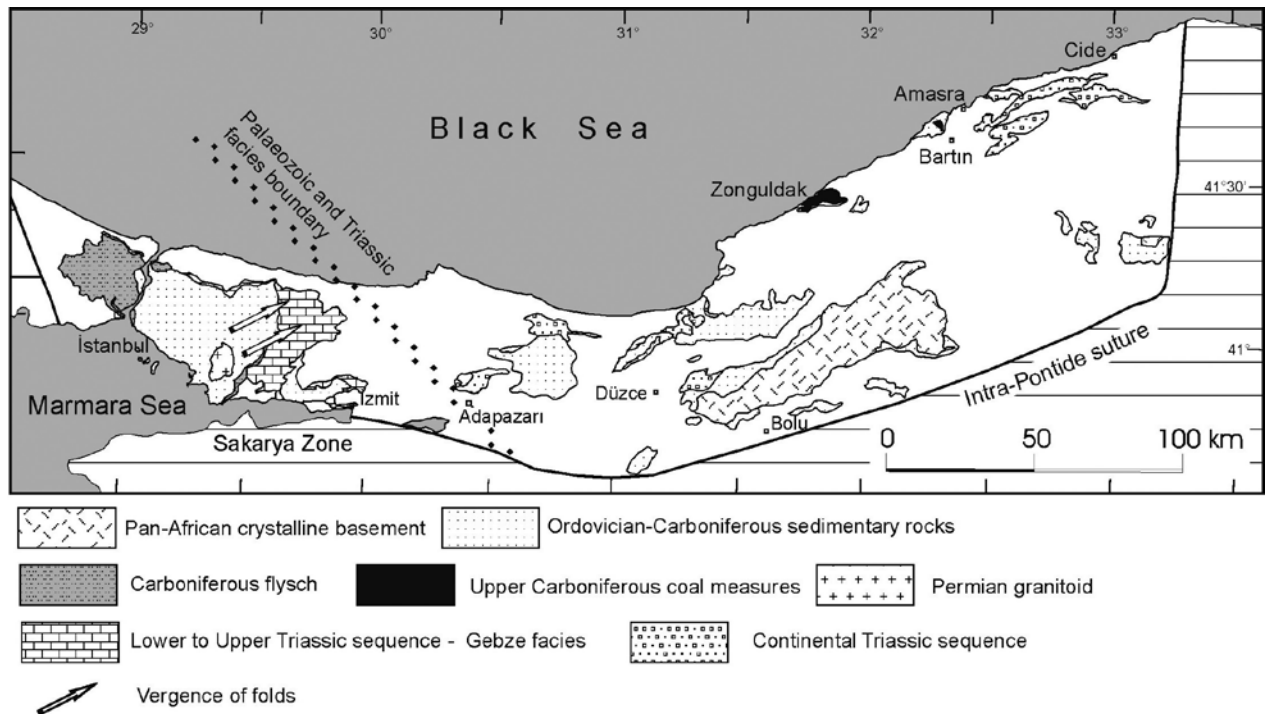 29°
30°
31°
32°
33°
Cide
Amasra
Black Sea
Bartın
Palaeozoic and Triassic
facies boundary
Zonguldak
41°30'
İstanbul
41°
Intra-Pontide suture
Marmara Sea
İzmit
Adapazarı
Düzce
Bolu
Sakarya Zone
0 50 100 km
Pan-African crystalline basement
Ordovician-Carboniferous sedimentary rocks
Carboniferous flysch
Upper Carboniferous coal measures
Permian granitoid
Lower to Upper Triassic sequence - Gebze facies
Continental Triassic sequence
Vergence of folds